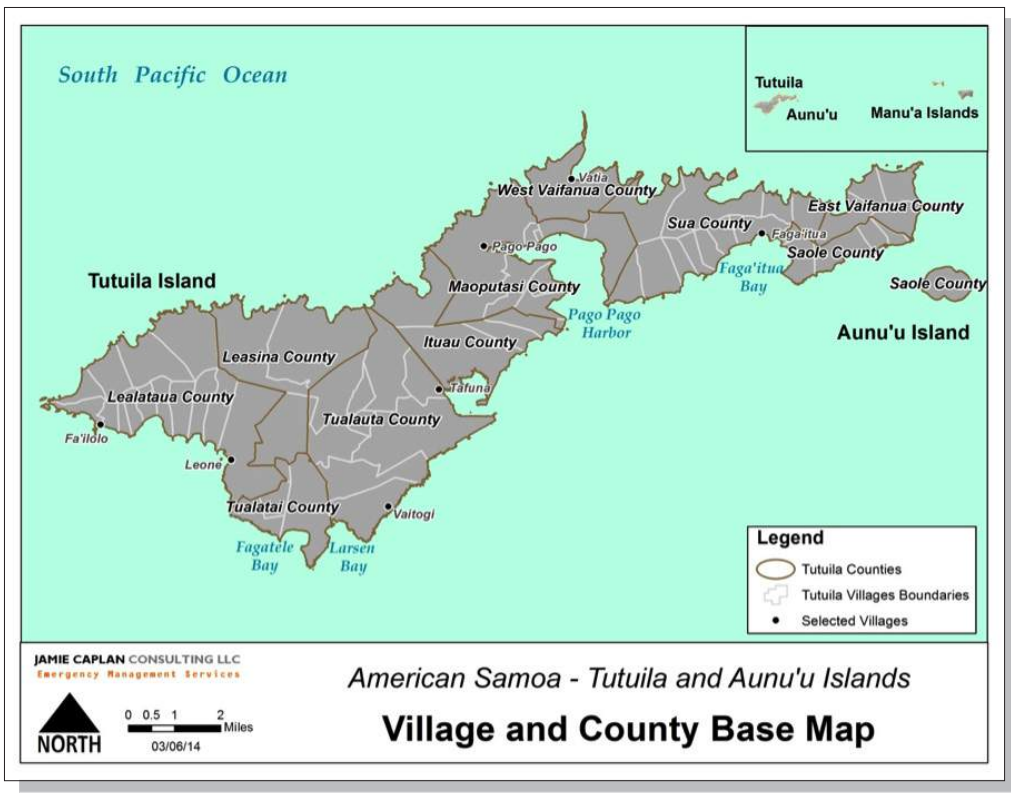 South Pacific Ocean
Tutuila
Aunu'u
Manu'a Islands
Vatia
West Vaifanua County
East Vaifanua County
Sua County
Faga'itua
Pago Pago
Saole County
Faga'itua
Bay
Tutuila Island
Maoputasi County
Saole County
Pago Pago
Harbor
Aunu'u Island
Ituau County
Leasina County
Tafuna
Lealataua County
Tualauta County
Fa'ilolo
Leone
Tualatai County
Vaitogi
Fagatele
Bay
Larsen
Bay
Legend
Tutuila Counties
Tutuila Villages Boundaries
Selected Villages
JAMIE CAPLAN CONSULTING LLC
Emergency Management Services
NORTH
0 0.5 1 2
Miles
03/06/14
American Samoa - Tutuila and Aunu'u Islands
Village and County Base Map